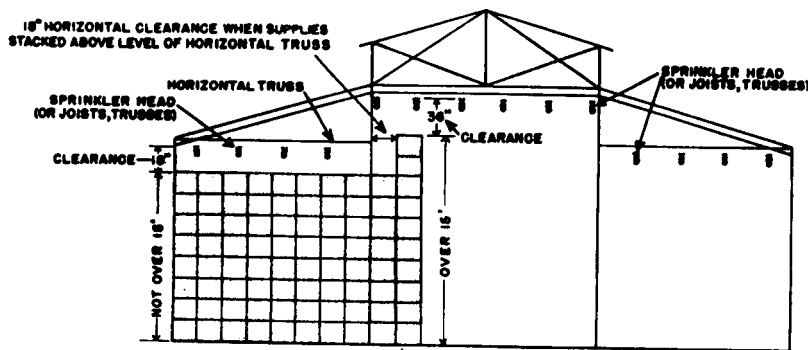 18" HORIZONTAL CLEARANCE WHEN SUPPLIES
STACKED ABOVE LEVEL OF HORIZONTAL TRUSS
HORIZONTAL TRUSS
SPRINKLER HEAD
(OR JOISTS, TRUSSES)
CLEARANCE 18"
NOT OVER 15'
36"
CLEARANCE
OVER 15'
SPRINKLER HEAD
(OR JOISTS, TRUSSES)